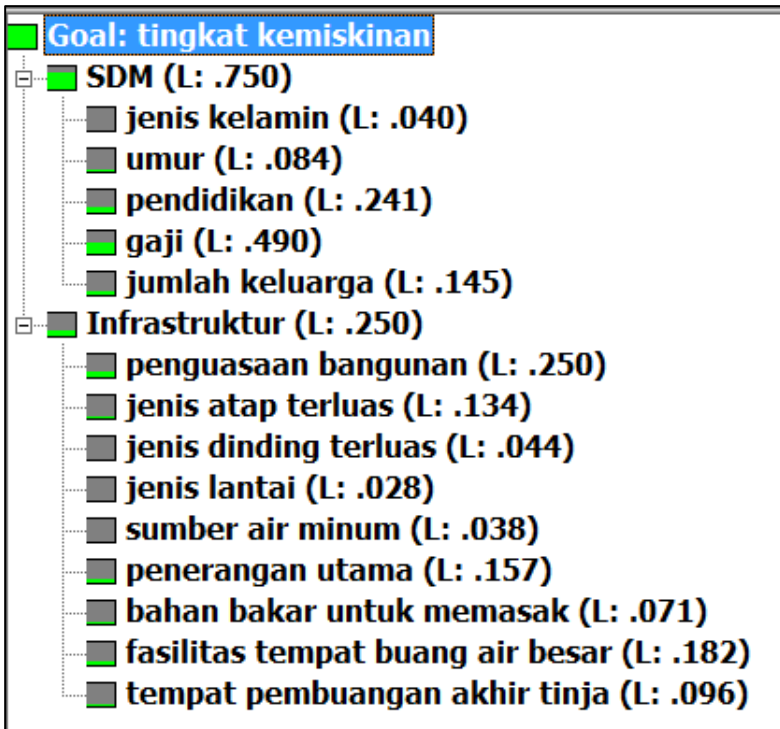 Goal: tingkat kemiskinan
SDM (L: .750)
jenis kelamin (L: .040)
umur (L: .084)
pendidikan (L: .241)
gaji (L: .490)
jumlah keluarga (L: .145)
Infrastruktur (L: .250)
penguasaan bangunan (L: .250)
jenis atap terluas (L: .134)
jenis dinding terluas (L: .044)
jenis lantai (L: .028)
sumber air minum (L: .038)
penerangan utama (L: .157)
bahan bakar untuk memasak (L: .071)
fasilitas tempat buang air besar (L: .182)
tempat pembuangan akhir tinja (L: .096)